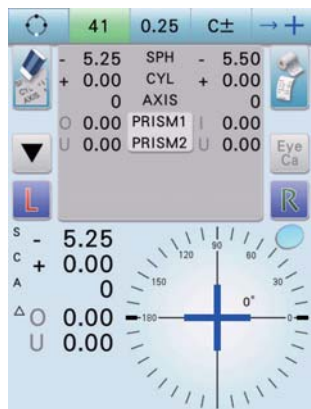 41 0.25 C± → +
- 5.25 SPH - 5.50
+ 0.00 CYL + 0.00
0 AXIS 0
O 0.00 PRISM1 I 0.00
U 0.00 PRISM2 U 0.00
CYL
AXIS
Eye
Ca
L R
S - 5.25
C + 0.00
A 0
△ O 0.00
U 0.00
90
120 60
150 30
0°
180 0